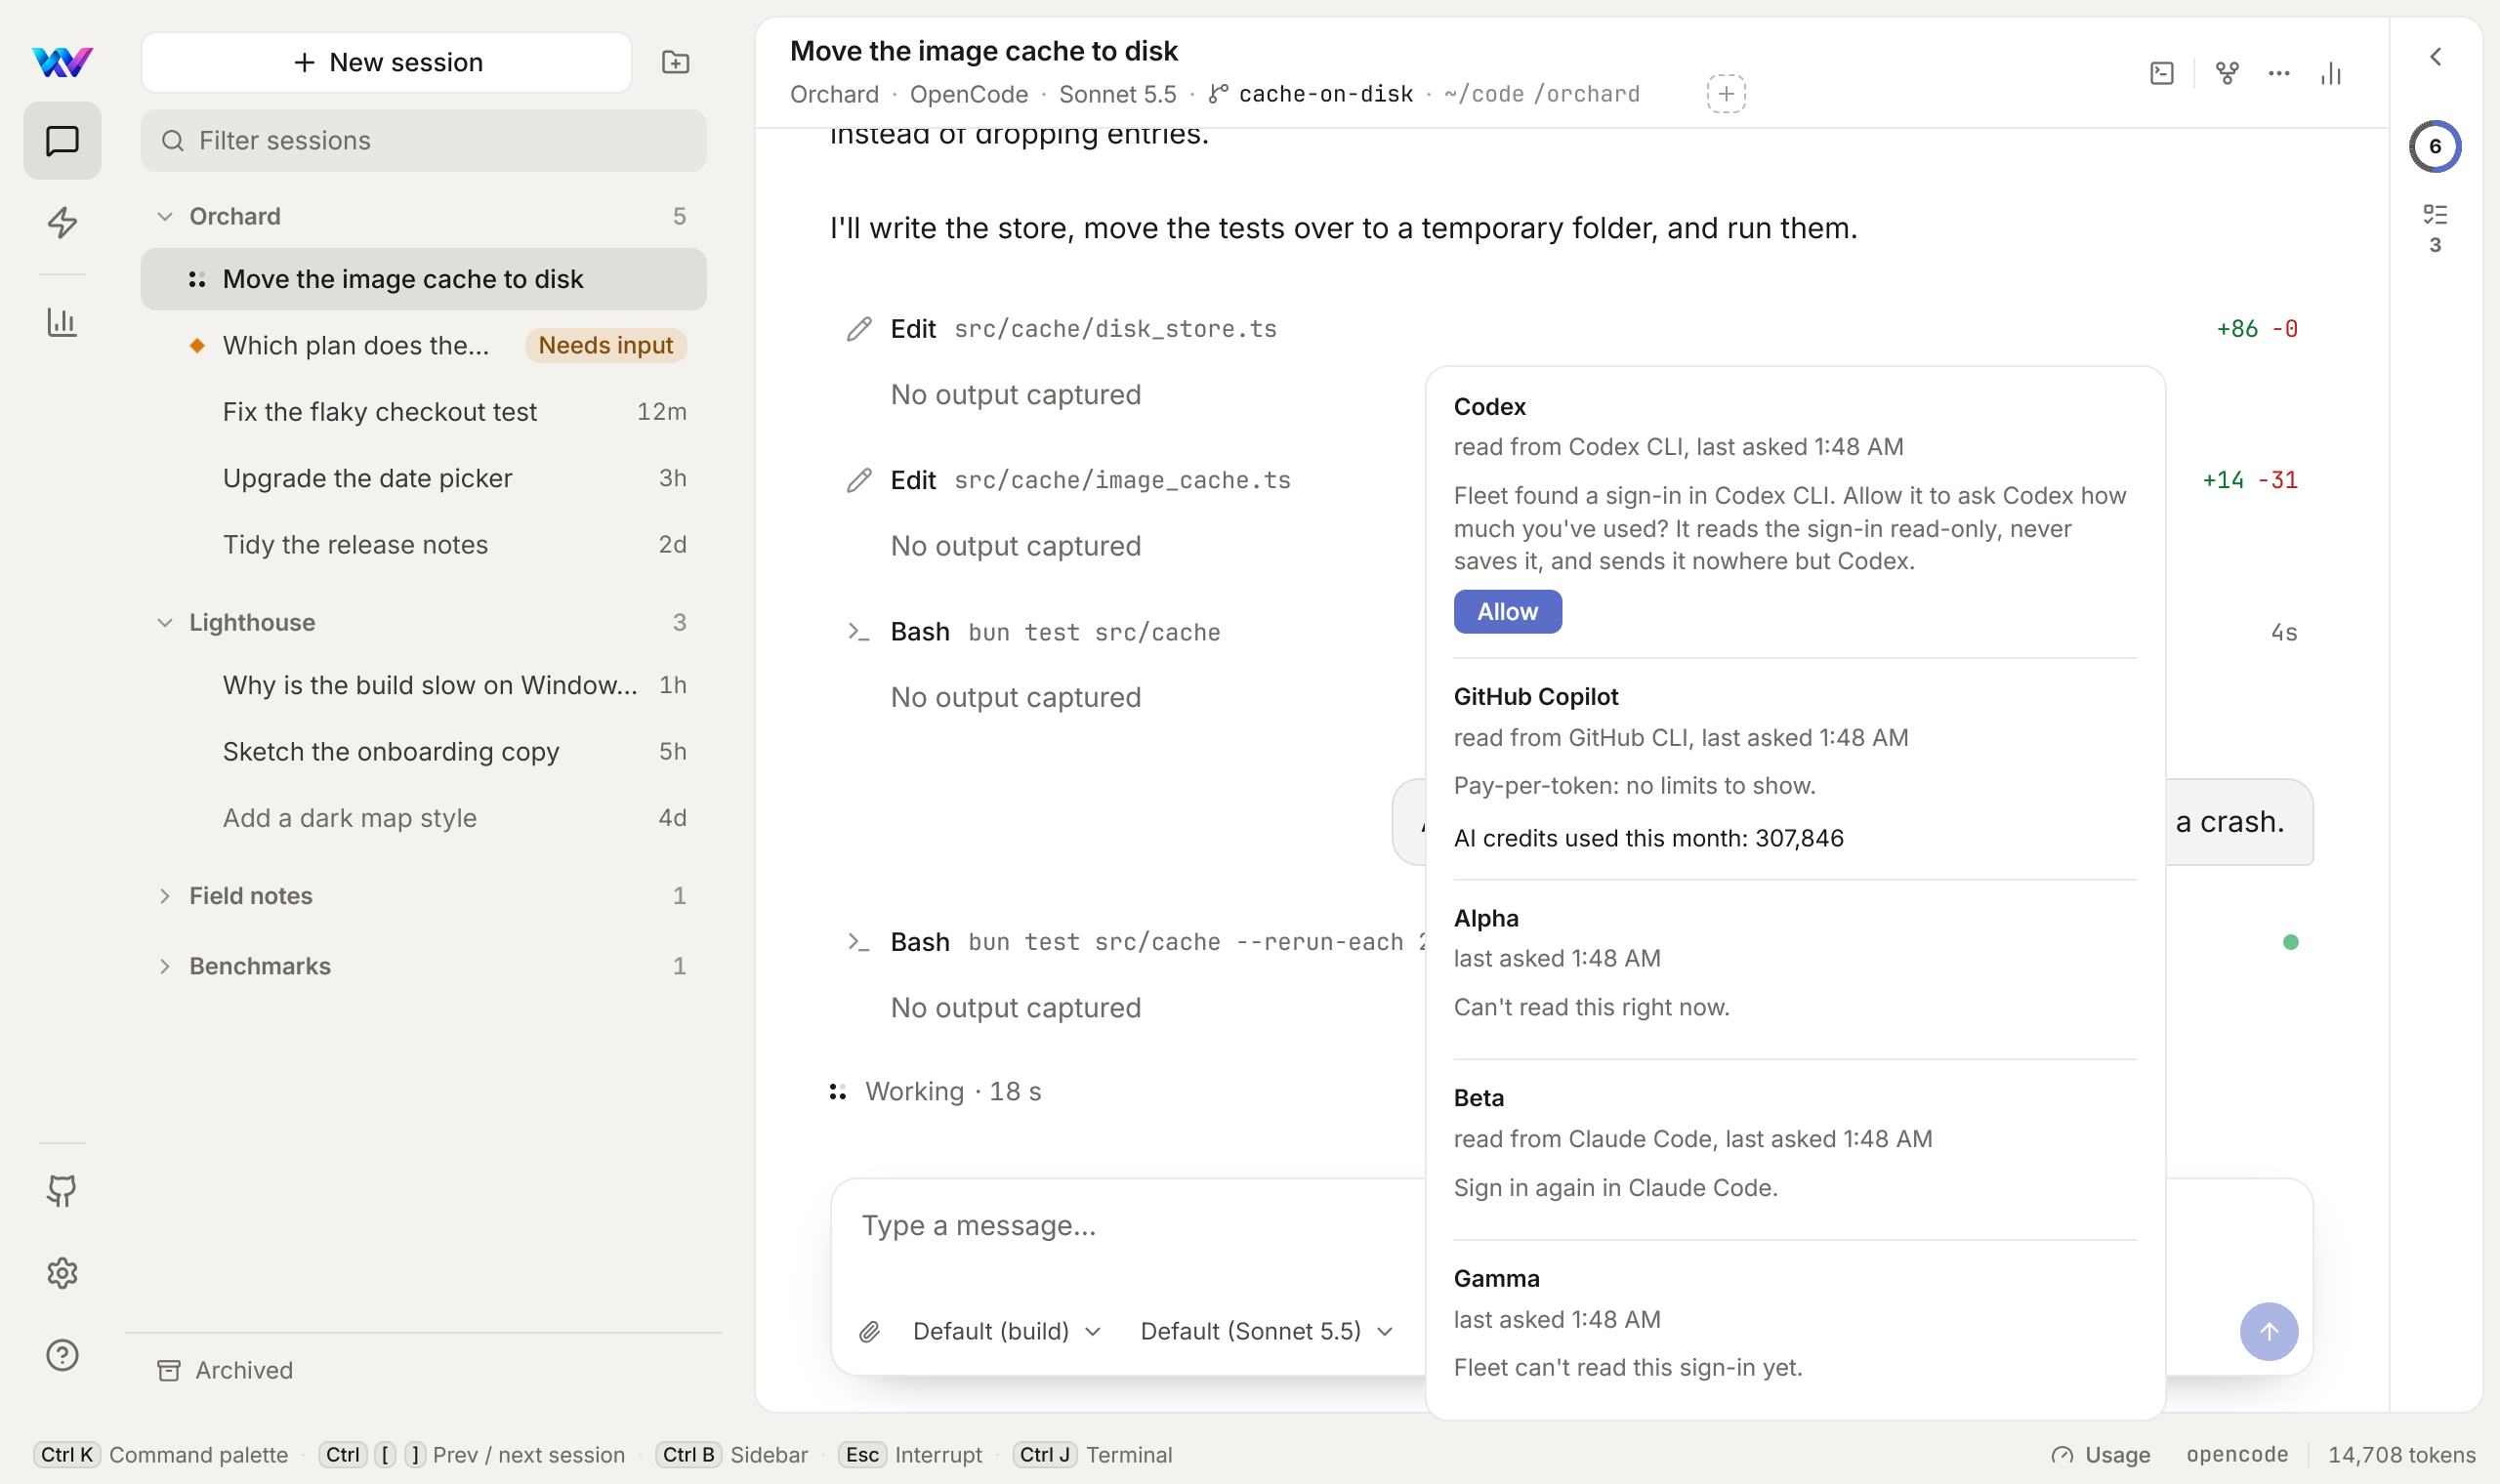 New session
Filter sessions
Orchard 5
Move the image cache to disk
Which plan does the... Needs input
Fix the flaky checkout test 12m
Upgrade the date picker 3h
Tidy the release notes 2d
Lighthouse 3
Why is the build slow on Window... 1h
Sketch the onboarding copy 5h
Add a dark map style 4d
Field notes 1
Benchmarks 1
Archived
Move the image cache to disk
Orchard · OpenCode · Sonnet 5.5 · cache-on-disk · ~/code /orchard
instead of dropping entries.
I'll write the store, move the tests over to a temporary folder, and run them.
Edit src/cache/disk_store.ts +86 -0
No output captured
Edit src/cache/image_cache.ts +14 -31
No output captured
Bash bun test src/cache 4s
No output captured
a crash.
Bash bun test src/cache --rerun-each
No output captured
Working · 18 s
Type a message...
Default (build) Default (Sonnet 5.5)
Codex
read from Codex CLI, last asked 1:48 AM
Fleet found a sign-in in Codex CLI. Allow it to ask Codex how
much you've used? It reads the sign-in read-only, never
saves it, and sends it nowhere but Codex.
Allow
GitHub Copilot
read from GitHub CLI, last asked 1:48 AM
Pay-per-token: no limits to show.
AI credits used this month: 307,846
Alpha
last asked 1:48 AM
Can't read this right now.
Beta
read from Claude Code, last asked 1:48 AM
Sign in again in Claude Code.
Gamma
last asked 1:48 AM
Fleet can't read this sign-in yet.
6
3
Ctrl K Command palette · Ctrl [ ] Prev / next session · Ctrl B Sidebar · Esc Interrupt · Ctrl J Terminal
Usage opencode 14,708 tokens